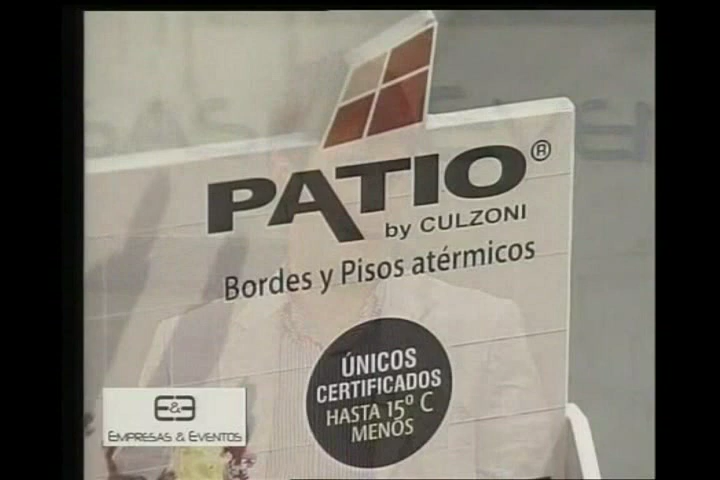 PATIO®
by CULZONI
Bordes y Pisos atérmicos
ÚNICOS
CERTIFICADOS
HASTA 15º C
MENOS
E&E
EMPRESAS & EVENTOS